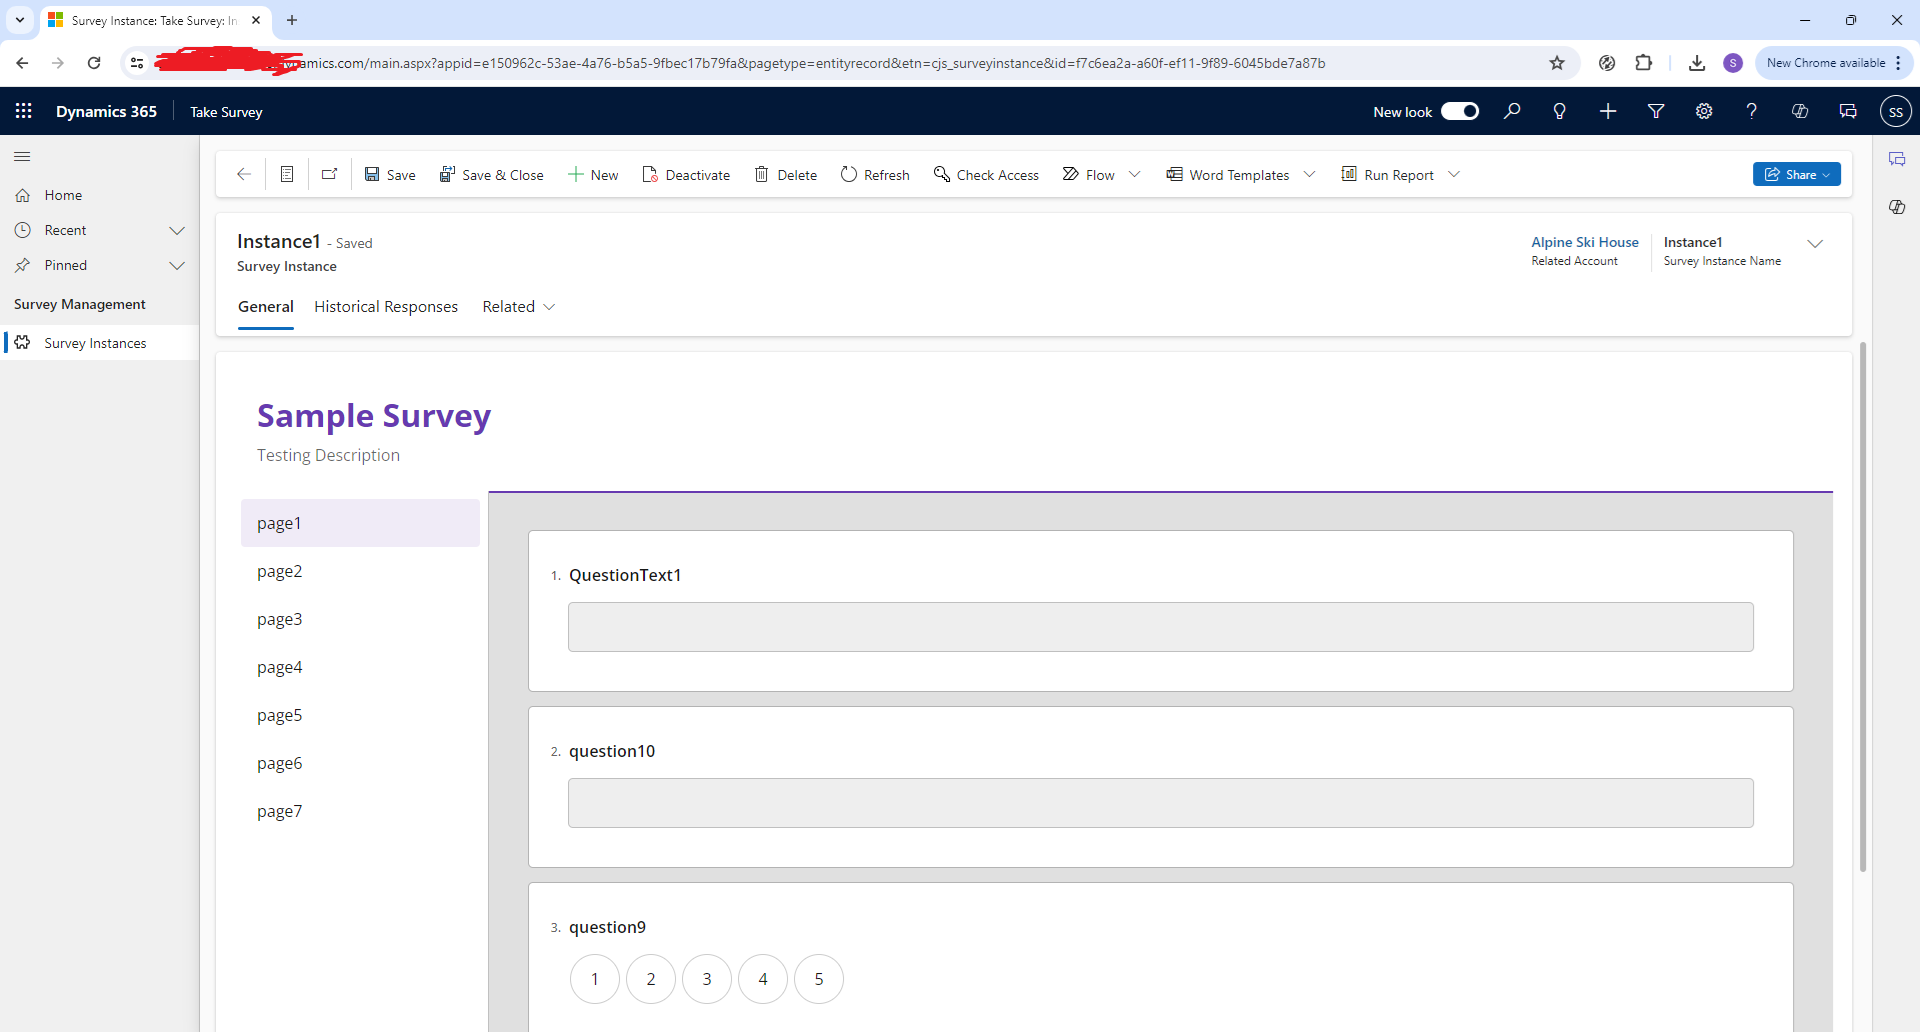 Survey Instance: Take Survey: In
amics.com/main.aspx?appid=e150962c-53ae-4a76-b5a5-9fbec17b79fa&pagetype=entityrecord&etn=cjs_surveyinstance&id=f7c6ea2a-a60f-ef11-9f89-6045bde7a87b
S
New Chrome available
Dynamics 365
Take Survey
New look
SS
Home
Recent
Pinned
Survey Management
Survey Instances
Save
Save & Close
New
Deactivate
Delete
Refresh
Check Access
Flow
Word Templates
Run Report
Share
Instance1 - Saved
Survey Instance
Alpine Ski House
Related Account
Instance1
Survey Instance Name
General
Historical Responses
Related
Sample Survey
Testing Description
page1
page2
page3
page4
page5
page6
page7
1. QuestionText1
2. question10
3. question9
1 2 3 4 5